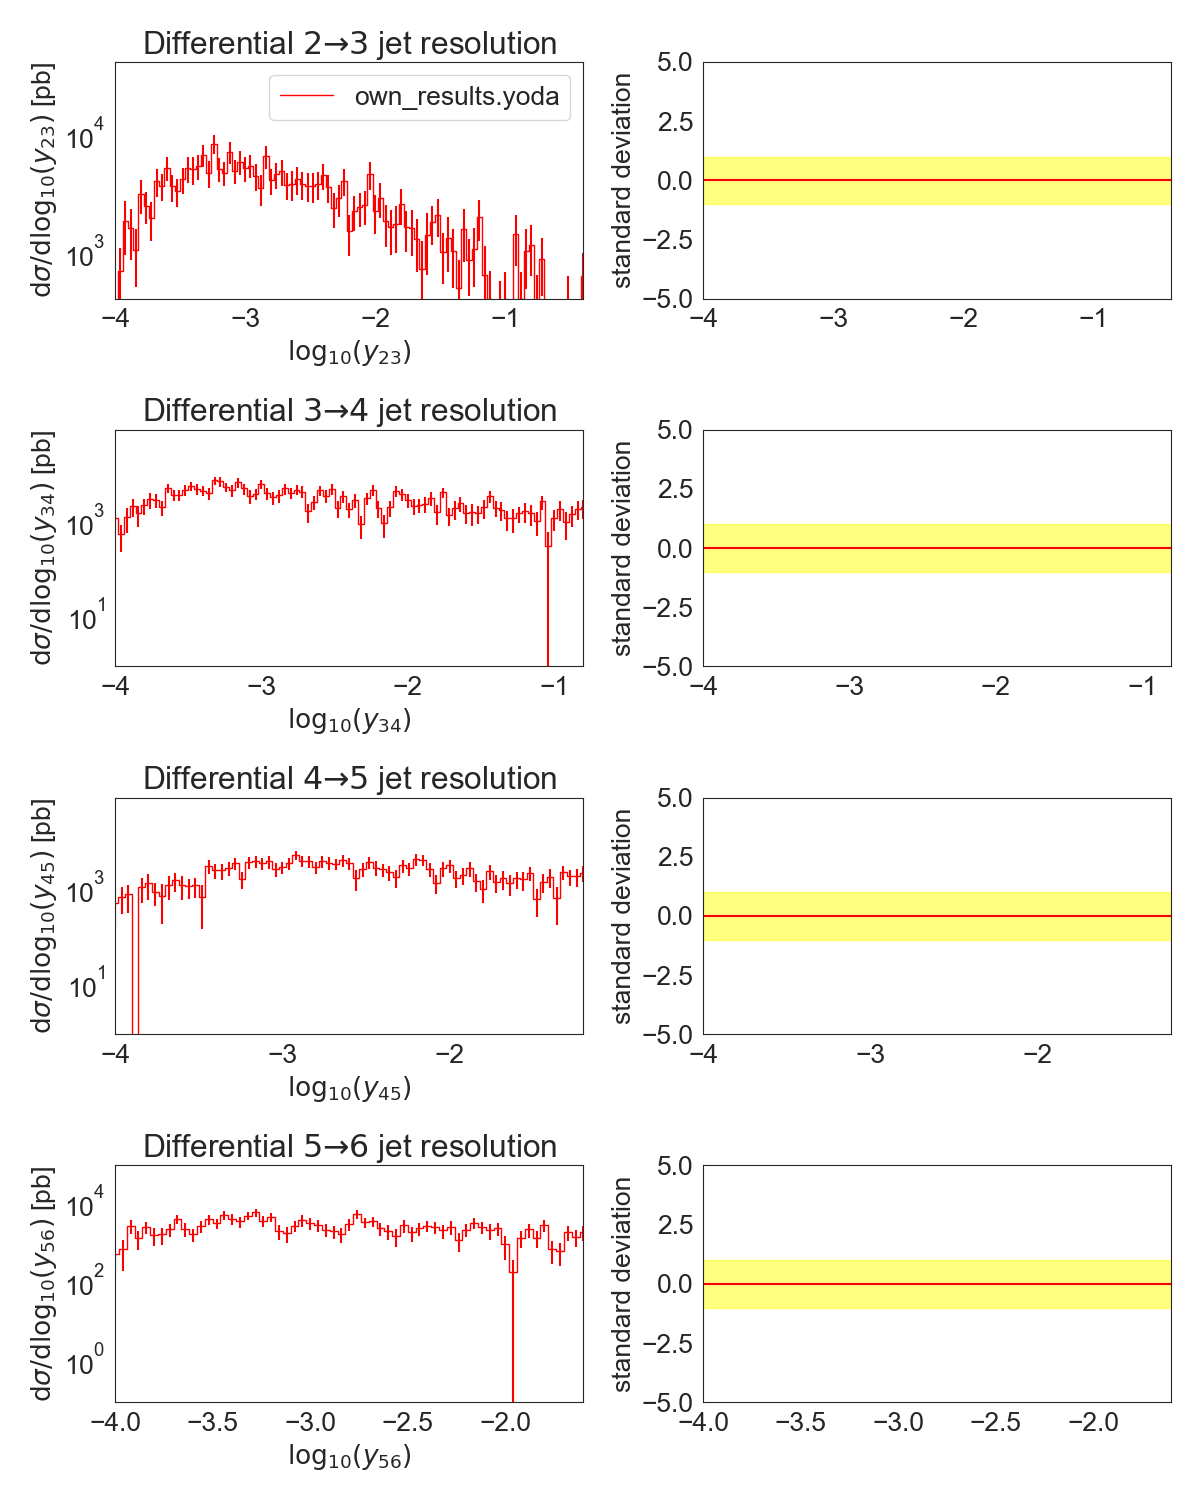 Differential 2→3 jet resolution
dσ/dlog₁₀(y₂₃) [pb]
own_results.yoda
10⁴
10³
−4 −3 −2 −1
log₁₀(y₂₃)
standard deviation
5.0
2.5
0.0
−2.5
−5.0
−4 −3 −2 −1
Differential 3→4 jet resolution
dσ/dlog₁₀(y₃₄) [pb]
10³
10¹
−4 −3 −2 −1
log₁₀(y₃₄)
standard deviation
5.0
2.5
0.0
−2.5
−5.0
−4 −3 −2 −1
Differential 4→5 jet resolution
dσ/dlog₁₀(y₄₅) [pb]
10³
10¹
−4 −3 −2
log₁₀(y₄₅)
standard deviation
5.0
2.5
0.0
−2.5
−5.0
−4 −3 −2
Differential 5→6 jet resolution
dσ/dlog₁₀(y₅₆) [pb]
10⁴
10²
10⁰
−4.0 −3.5 −3.0 −2.5 −2.0
log₁₀(y₅₆)
standard deviation
5.0
2.5
0.0
−2.5
−5.0
−4.0 −3.5 −3.0 −2.5 −2.0